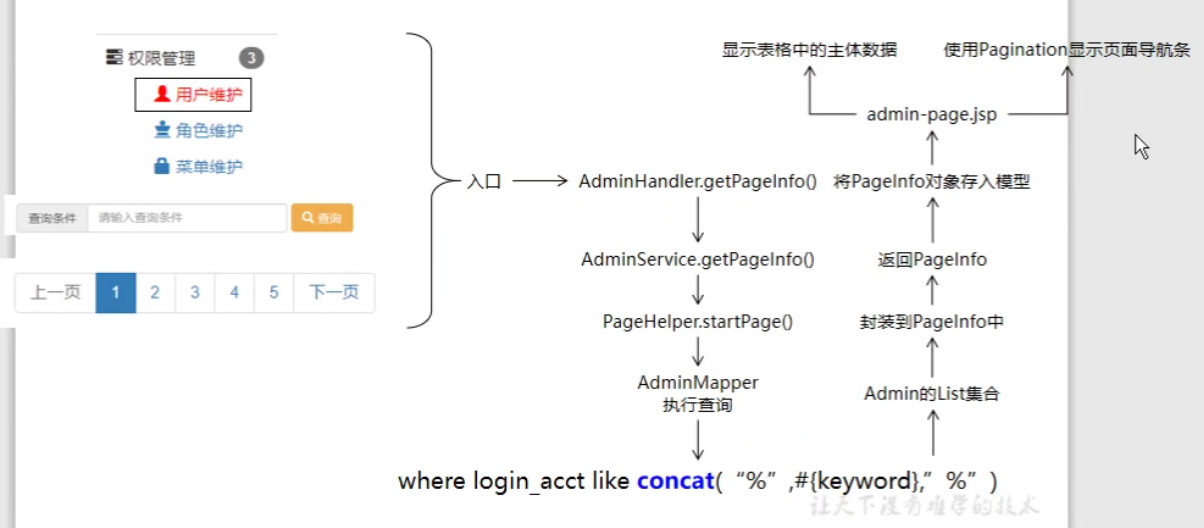 权限管理 3
用户维护
角色维护
菜单维护
查询条件 请输入查询条件 查询
上一页 1 2 3 4 5 下一页
入口
AdminHandler.getPageInfo()
AdminService.getPageInfo()
PageHelper.startPage()
AdminMapper
执行查询
where login_acct like concat( “%” ,#{keyword},” %” )
Admin的List集合
封装到PageInfo中
返回PageInfo
将PageInfo对象存入模型
admin-page.jsp
显示表格中的主体数据
使用Pagination显示页面导航条
让天下没有难学的技术